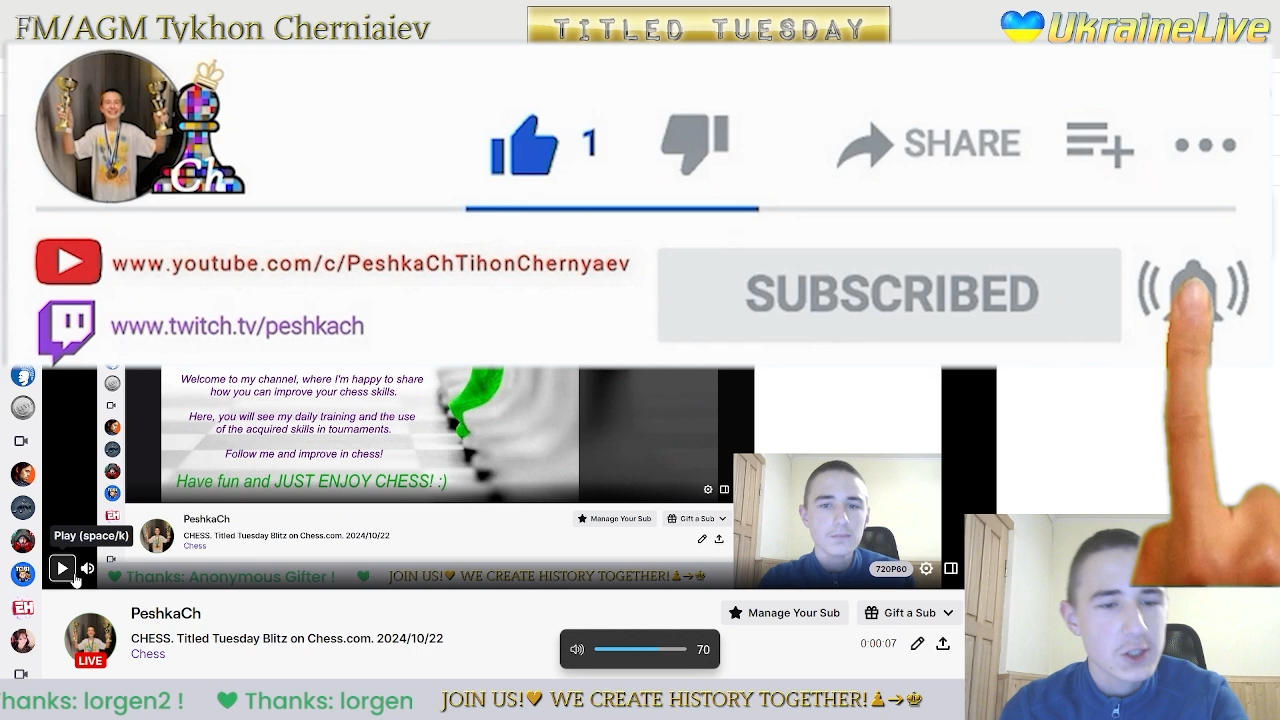 FM/AGM Tykhon Cherniaiev
TITLED TUESDAY
UkraineLive
Ch
1
SHARE
www.youtube.com/c/PeshkaChTihonChernyaev
SUBSCRIBED
www.twitch.tv/peshkach
Welcome to my channel, where I'm happy to share
how you can improve your chess skills.
Here, you will see my daily training and the use
of the acquired skills in tournaments.
Follow me and improve in chess!
Have fun and JUST ENJOY CHESS! :)
PeshkaCh
Manage Your Sub
Gift a Sub
CHESS. Titled Tuesday Blitz on Chess.com. 2024/10/22
Chess
Play (space/k)
Thanks: Anonymous Gifter !
JOIN US! WE CREATE HISTORY TOGETHER!
720P60
PeshkaCh
Manage Your Sub
Gift a Sub
CHESS. Titled Tuesday Blitz on Chess.com. 2024/10/22
Chess
LIVE
70
0:00:07
hanks: lorgen2 !
Thanks: lorgen
JOIN US! WE CREATE HISTORY TOGETHER!